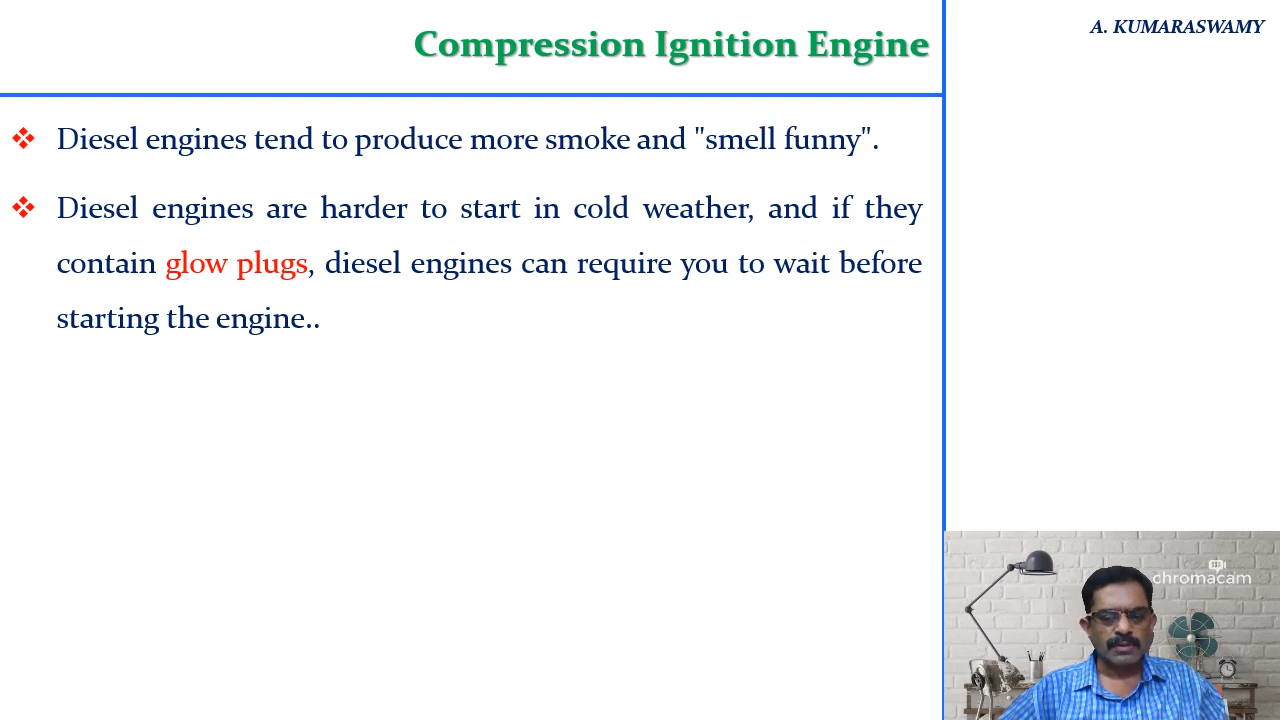 Compression Ignition Engine
A. KUMARASWAMY
Diesel engines tend to produce more smoke and "smell funny".
Diesel engines are harder to start in cold weather, and if they
contain glow plugs, diesel engines can require you to wait before
starting the engine..
chromacam